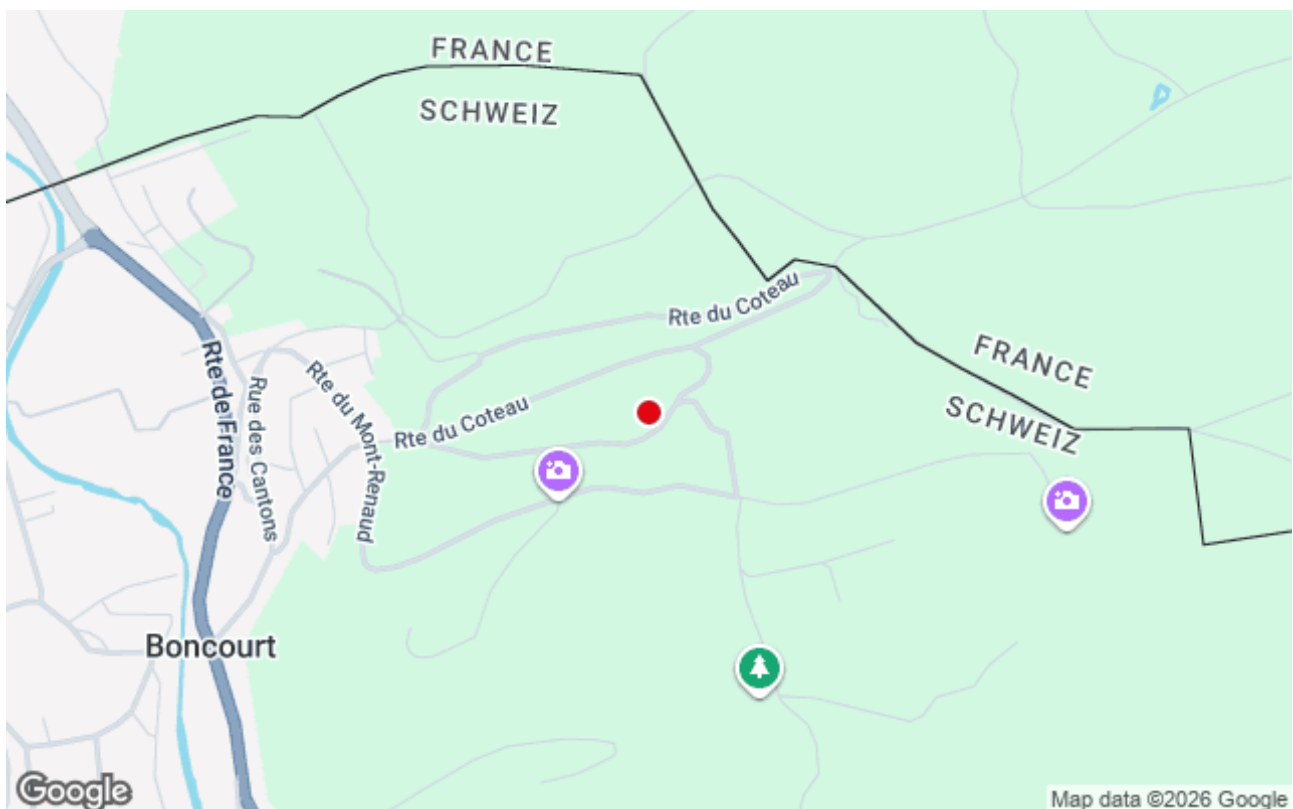 FRANCE
SCHWEIZ
Rte du Coteau
FRANCE
SCHWEIZ
Rte de France
Rue des Cantons
Rte du Mont-Renaud
Rte du Coteau
Boncourt
Google
Map data ©2026 Google